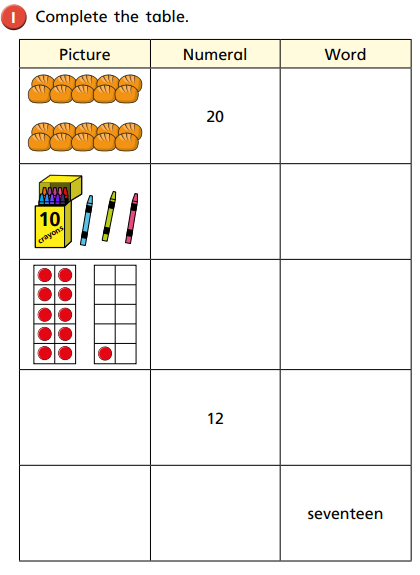 1 Complete the table.
Picture Numeral Word
20
10
crayons
12
seventeen